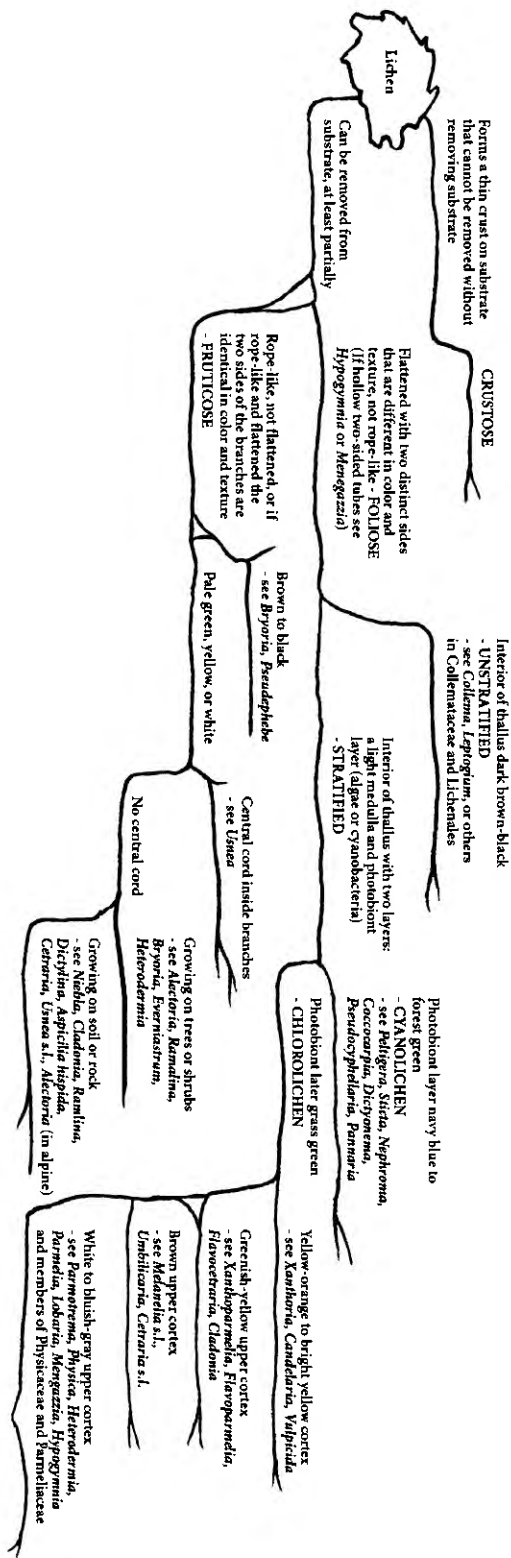 Lichen
Forms a thin crust on substrate
that cannot be removed without
removing substrate
CRUSTOSE
Can be removed from
substrate, at least partially
Flattened with two distinct sides
that are different in color and
texture, not rope-like - FOLIOSE
(If hollow two-sided tubes see
Hypogymnia or Menegazzia)
Rope-like, not flattened, or if
rope-like and flattened the
two sides of the branches are
identical in color and texture
- FRUTICOSE
Interior of thallus dark brown-black
- UNSTRATIFIED
- see Collema, Leptogium, or others
in Collemataceae and Lichenales
Interior of thallus with two layers:
a light medulla and photobiont
layer (algae or cyanobacteria)
- STRATIFIED
Brown to black
- see Bryoria, Pseudephebe
Pale green, yellow, or white
Central cord inside branches
- see Usnea
No central cord
Growing on trees or shrubs
- see Alectoria, Ramalina,
Bryoria, Everniastrum,
Heterodermia
Growing on soil or rock
- see Niebla, Cladonia, Ramlina,
Dictylina, Aspicilia hispida,
Cetraria, Usnea s.l., Alectoria (in alpine)
Photobiont layer navy blue to
forest green
- CYANOLICHEN
- see Peltigera, Sticta, Nephroma,
Coccocarpia, Dictyonema,
Pseudocyphellaria, Pannaria
Photobiont later grass green
- CHLOROLICHEN
Yellow-orange to bright yellow cortex
- see Xanthoria, Candelaria, Vulpicida
Greenish-yellow upper cortex
- see Xanthoparmelia, Flavoparmelia,
Flavocetraria, Cladonia
Brown upper cortex
- see Melanelia s.l.,
Umbilicaria, Cetraria s.l.
White to bluish-gray upper cortex
- see Parmotrema, Physica, Heterodermia,
Parmelia, Lobaria, Mengazzia, Hypogymnia
and members of Physicaceae and Parmeliaceae